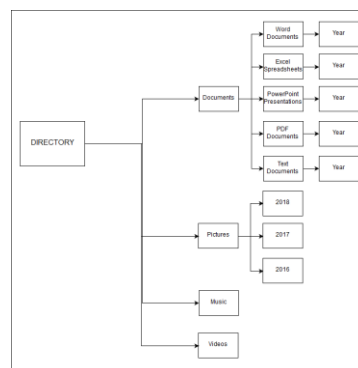 Word
Documents
Year
Excel
Spreadsheets
Year
DIRECTORY
Documents
PowerPoint
Presentations
Year
PDF
Documents
Year
Text
Documents
Year
Pictures
2018
2017
2016
Music
Videos